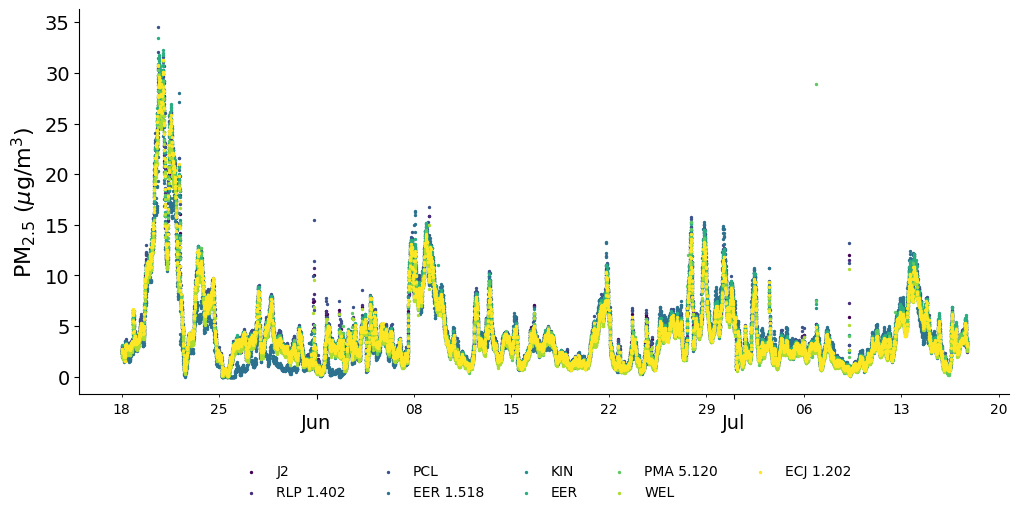 35
30
25
20
15
10
5
0
PM2.5 (μg/m3)
18 25 08 15 22 29 06 13 20
Jun Jul
J2 PCL KIN PMA 5.120 ECJ 1.202
RLP 1.402 EER 1.518 EER WEL